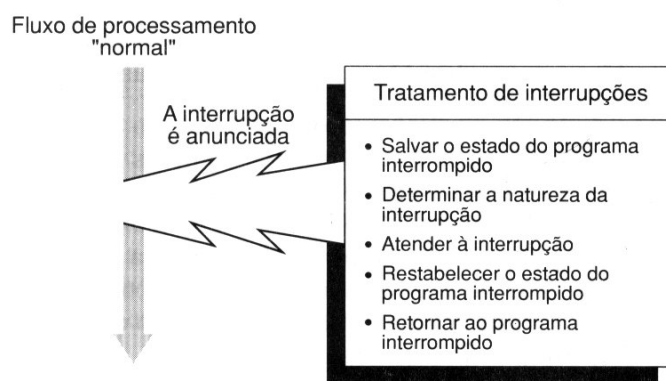 Fluxo de processamento
"normal"
A interrupção
é anunciada
Tratamento de interrupções
• Salvar o estado do programa
interrompido
• Determinar a natureza da
interrupção
• Atender à interrupção
• Restabelecer o estado do
programa interrompido
• Retornar ao programa
interrompido